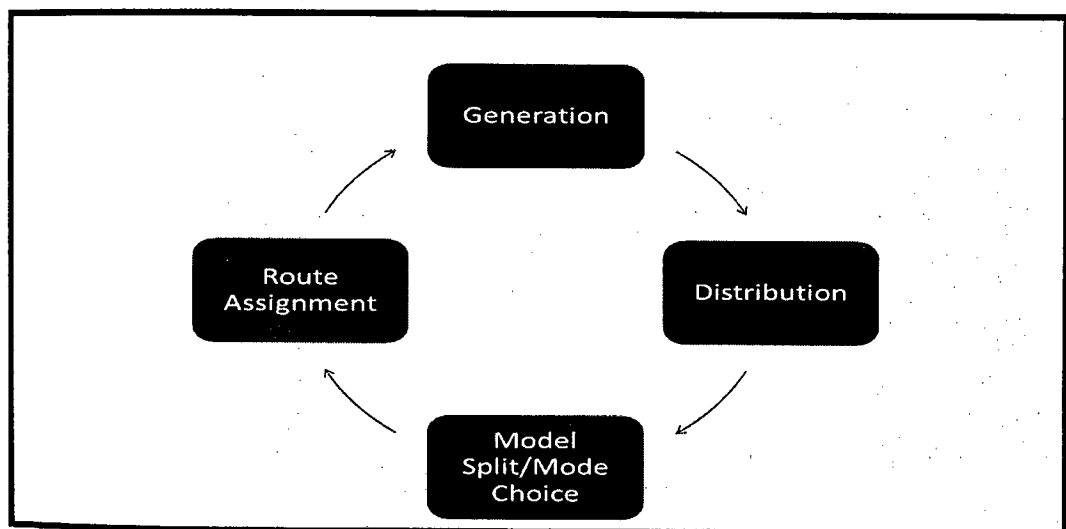 Generation
Distribution
Model
Split/Mode
Choice
Route
Assignment